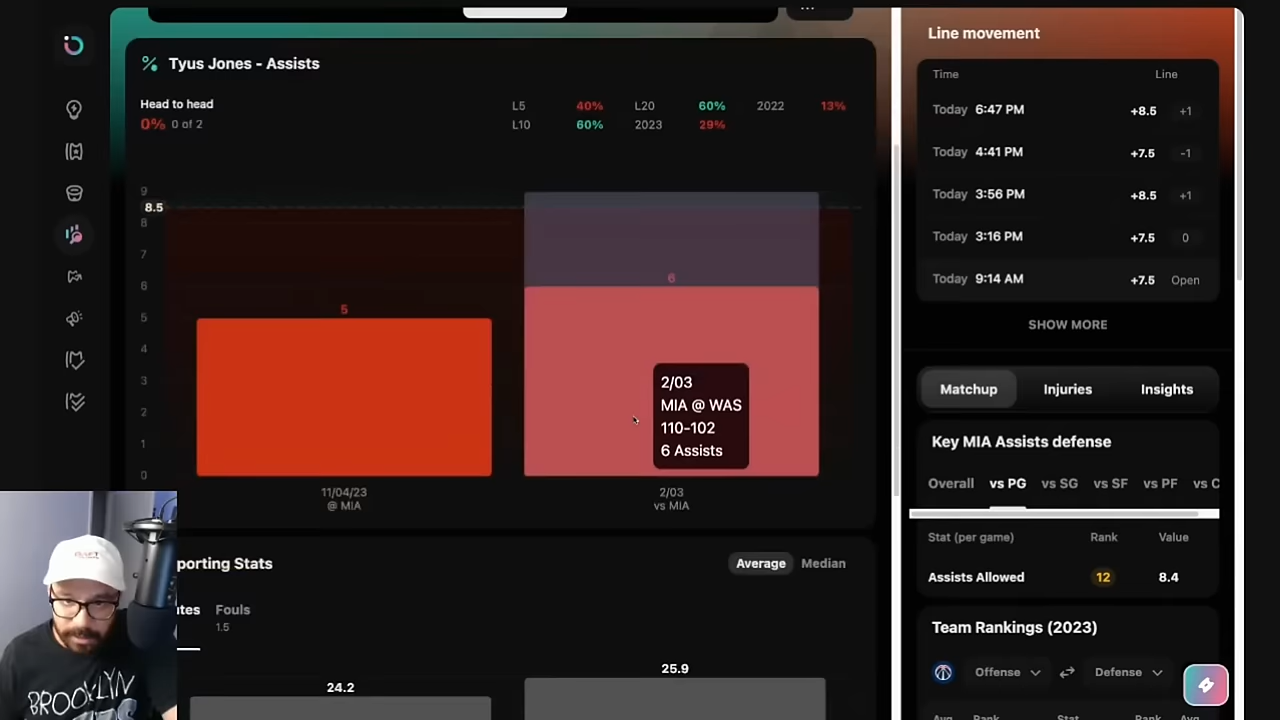 Tyus Jones - Assists
Head to head
0% 0 of 2
L5 40% L20 60% 2022 13%
L10 60% 2023 29%
9
8.5
8
7
6
5
4
3
2
1
0
5
6
2/03
MIA @ WAS
110-102
6 Assists
11/04/23
@ MIA
2/03
vs MIA
porting Stats
Average Median
utes Fouls
1.5
24.2
25.9
Line movement
Time Line
Today 6:47 PM +8.5 +1
Today 4:41 PM +7.5 -1
Today 3:56 PM +8.5 +1
Today 3:16 PM +7.5 0
Today 9:14 AM +7.5 Open
SHOW MORE
Matchup Injuries Insights
Key MIA Assists defense
Overall vs PG vs SG vs SF vs PF vs C
Stat (per game) Rank Value
Assists Allowed 12 8.4
Team Rankings (2023)
Offense Defense
Avg Rank Stat Rank Avg
BROOKLYN